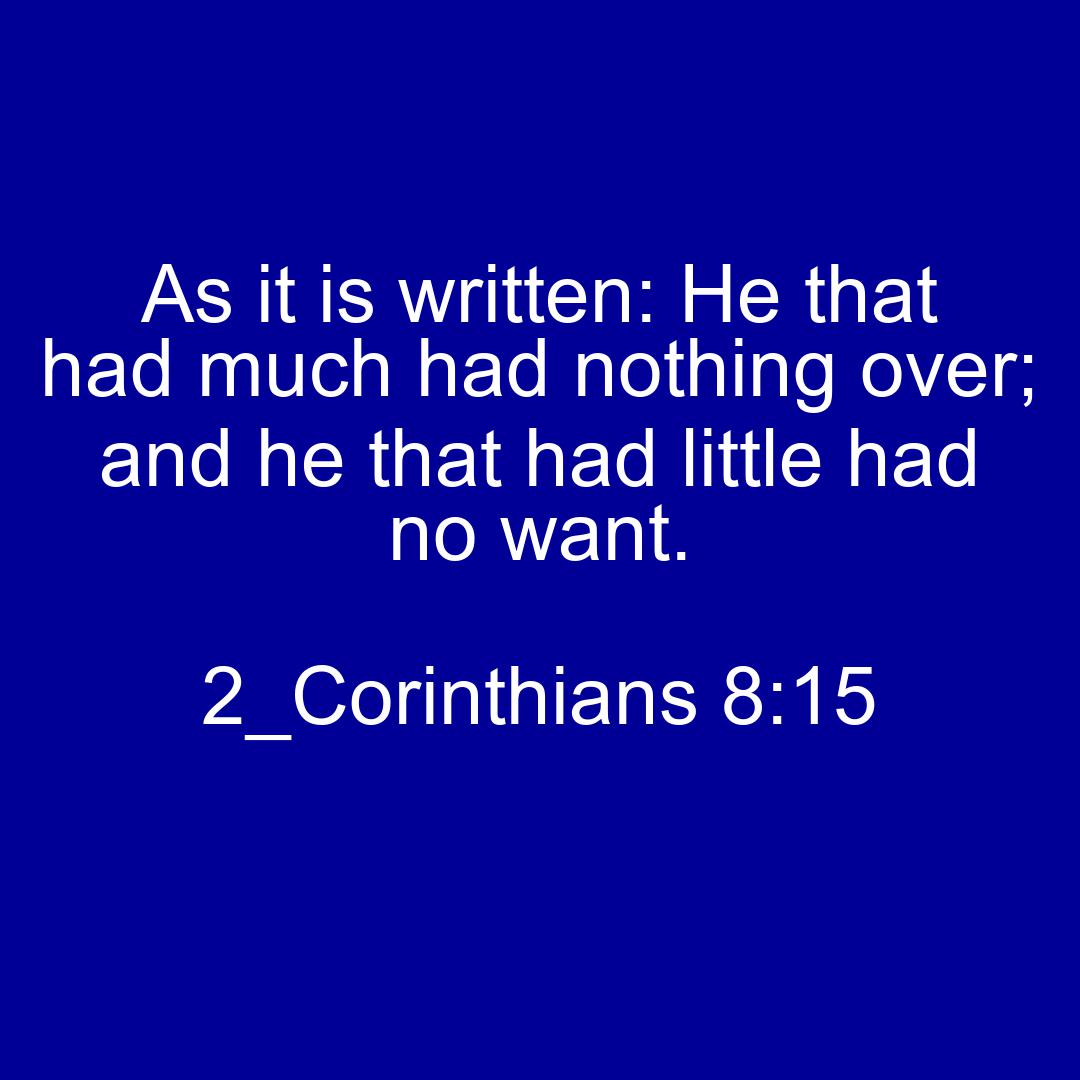 As it is written: He that
had much had nothing over;
and he that had little had
no want.
2_Corinthians 8:15